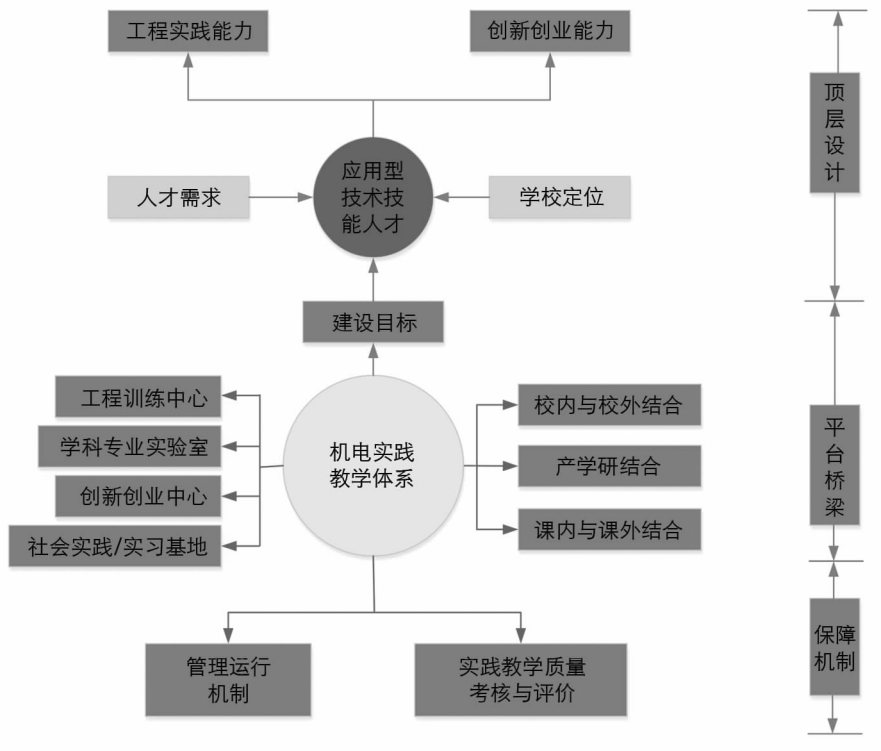 工程实践能力
创新创业能力
应用型
技术技
能人才
人才需求
学校定位
建设目标
机电实践
教学体系
工程训练中心
学科专业实验室
创新创业中心
社会实践/实习基地
校内与校外结合
产学研结合
课内与课外结合
管理运行
机制
实践教学质量
考核与评价
顶
层
设
计
平
台
桥
梁
保障
机制